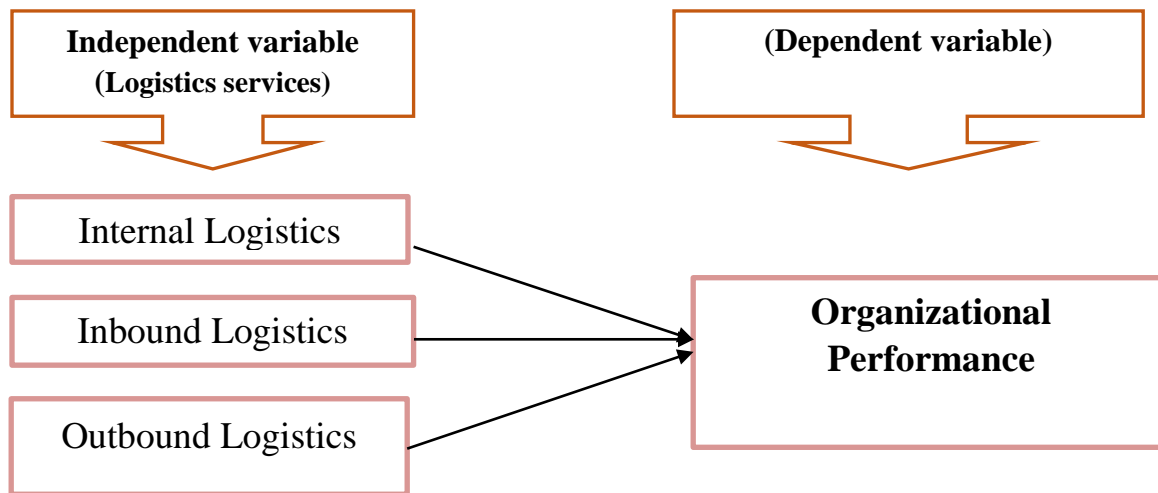 Independent variable
(Logistics services)
(Dependent variable)
Internal Logistics
Inbound Logistics
Outbound Logistics
Organizational
Performance